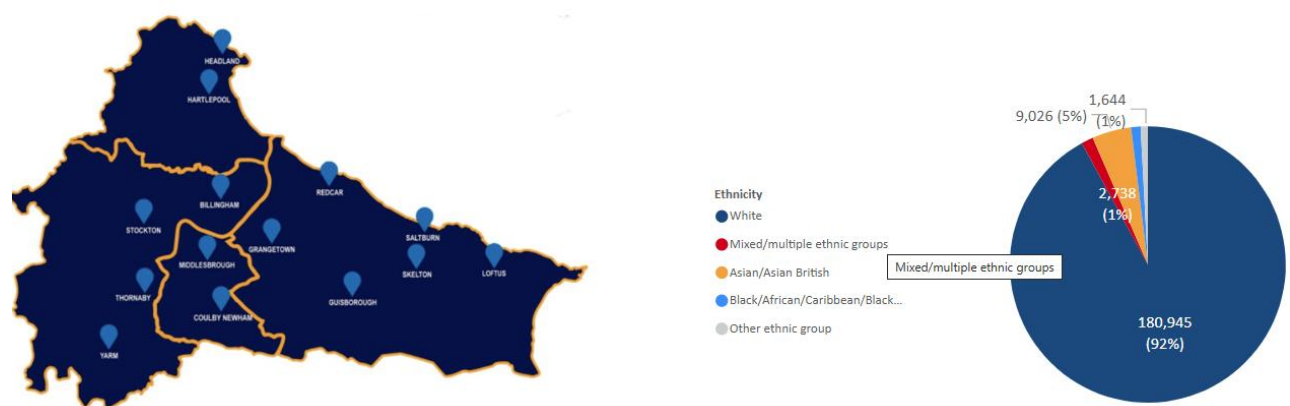 HEADLAND
HARTLEPOOL
BILLINGHAM
STOCKTON
REDCAR
GRANGETOWN
MIDDLESBROUGH
SALTBURN
SKELTON
LOFTUS
THORNABY
COULBY NEWHAM
GUISBOROUGH
YARM
Ethnicity
White
Mixed/multiple ethnic groups
Asian/Asian British
Black/African/Caribbean/Black...
Other ethnic group
Mixed/multiple ethnic groups
1,644
(1%)
9,026 (5%)
2,738
(1%)
180,945
(92%)